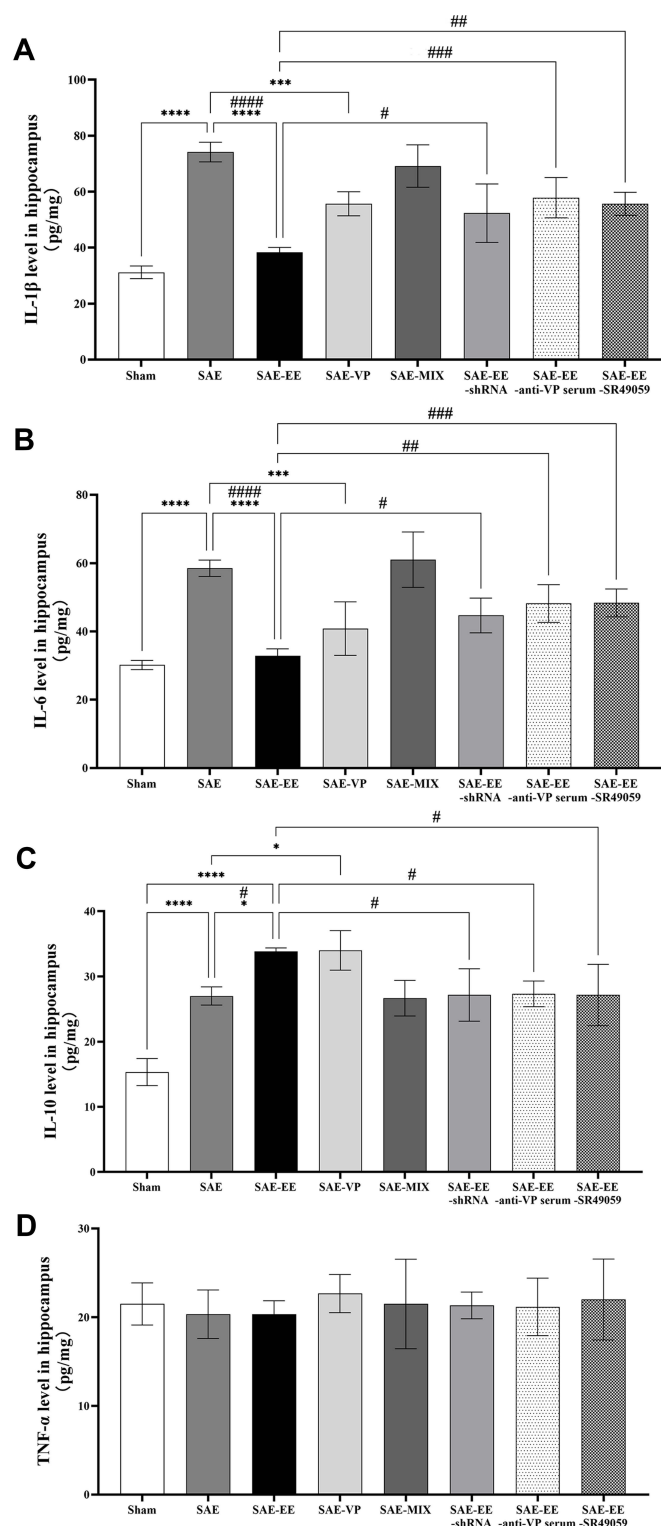 A
##
###
***
####
****
****
#
IL-1β level in hippocampus
(pg/mg)
100
80
60
40
20
0
Sham
SAE
SAE-EE
SAE-VP
SAE-MIX
SAE-EE
-shRNA
SAE-EE
-anti-VP serum
SAE-EE
-SR49059
B
###
##
***
####
****
****
#
IL-6 level in hippocampus
(pg/mg)
80
60
40
20
0
Sham
SAE
SAE-EE
SAE-VP
SAE-MIX
SAE-EE
-shRNA
SAE-EE
-anti-VP serum
SAE-EE
-SR49059
C
#
*
****
#
#
****
*
#
IL-10 level in hippocampus
(pg/mg)
40
30
20
10
0
Sham
SAE
SAE-EE
SAE-VP
SAE-MIX
SAE-EE
-shRNA
SAE-EE
-anti-VP serum
SAE-EE
-SR49059
D
TNF-α level in hippocampus
(pg/mg)
30
20
10
0
Sham
SAE
SAE-EE
SAE-VP
SAE-MIX
SAE-EE
-shRNA
SAE-EE
-anti-VP serum
SAE-EE
-SR49059